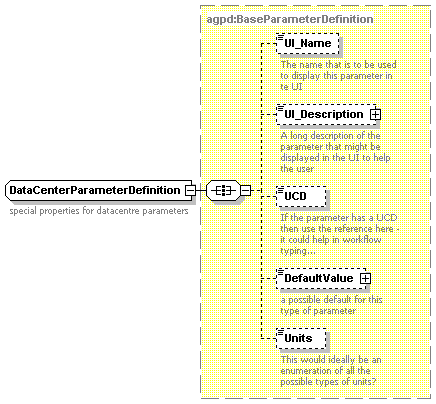 agpd:BaseParameterDefinition
UI_Name
The name that is to be used
to display this parameter in
te UI
UI_Description
A long description of the
parameter that might be
displayed in the UI to help
the user
DataCenterParameterDefinition
special properties for datacentre parameters
UCD
If the parameter has a UCD
then use the reference here -
it could help in workflow
typing...
DefaultValue
a possible default for this
type of parameter
Units
This would ideally be an
enumeration of all the
possible types of units?